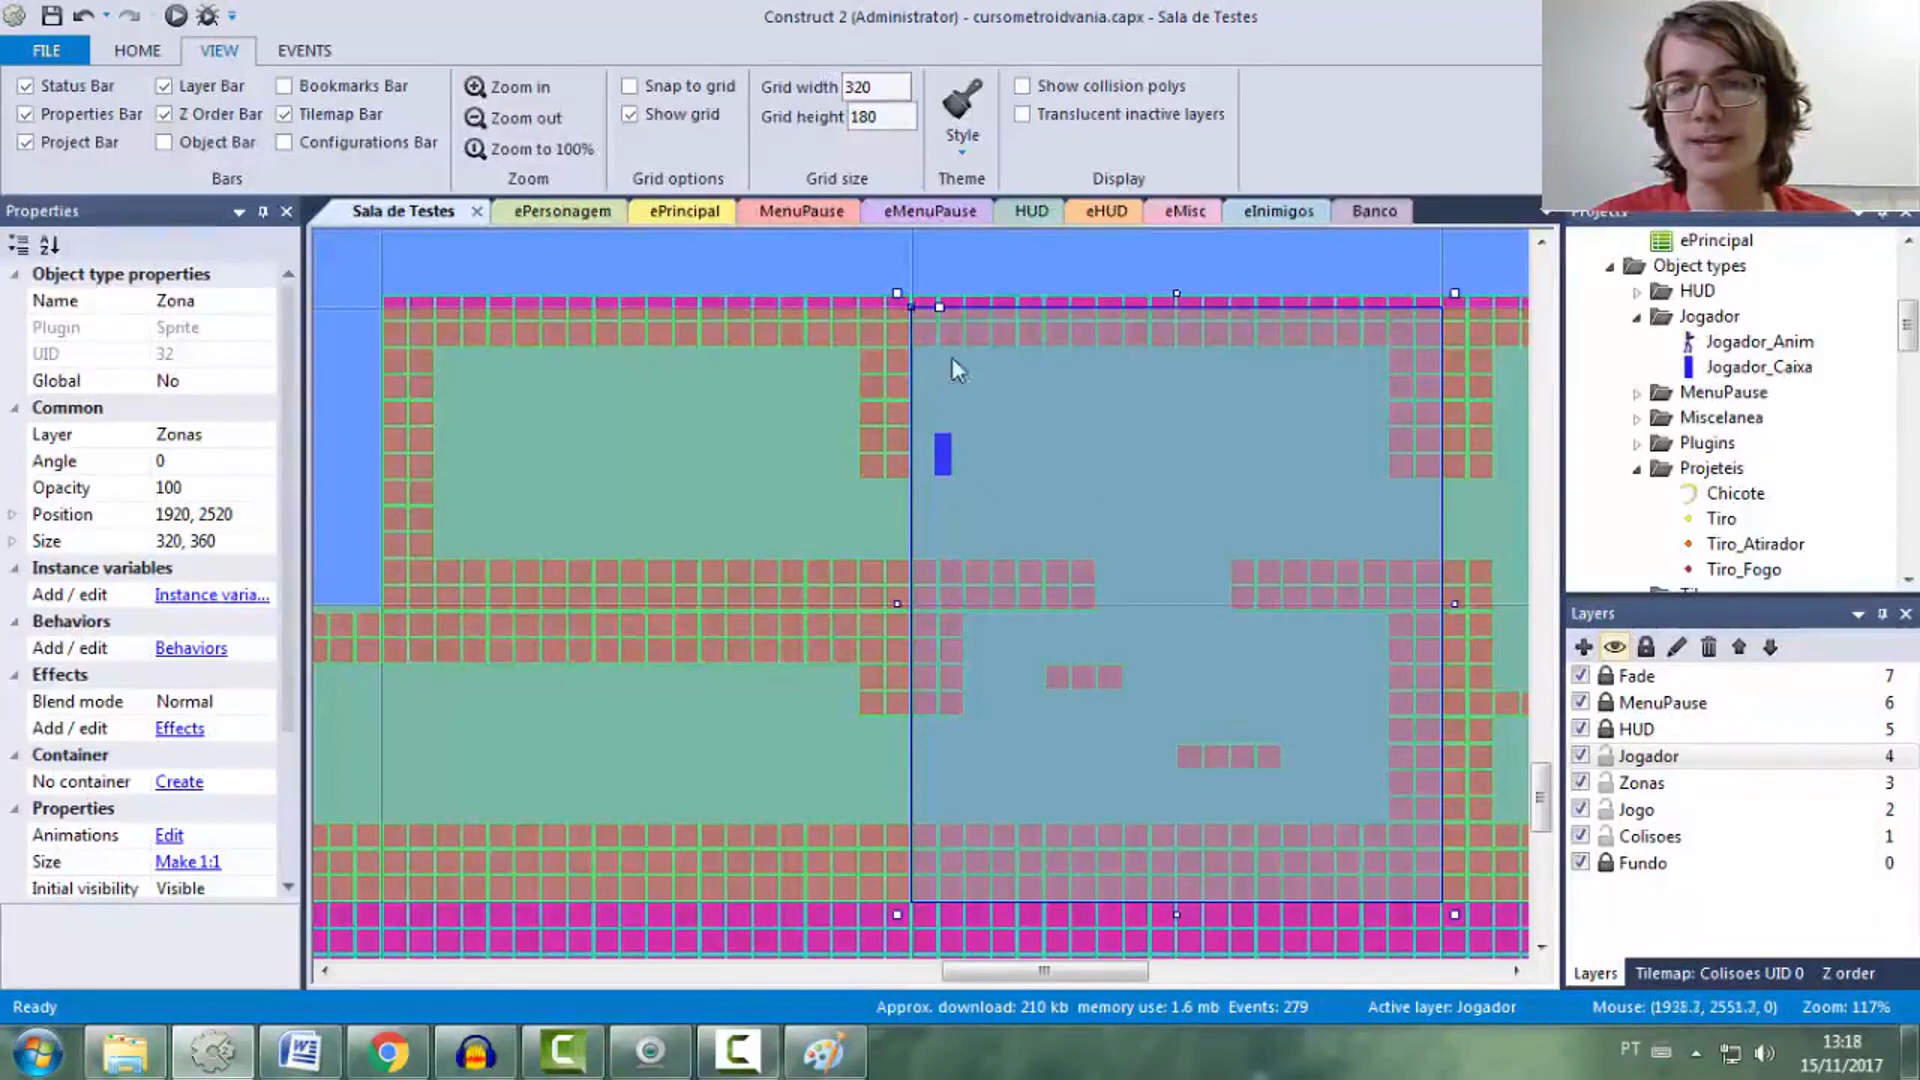 Construct 2 (Administrator) - cursometroidvania.capx - Sala de Testes
FILE HOME VIEW EVENTS
Status Bar Layer Bar Bookmarks Bar Zoom in Snap to grid Grid width 320 Show collision polys
Properties Bar Z Order Bar Tilemap Bar Zoom out Show grid Grid height 180 Style Translucent inactive layers
Project Bar Object Bar Configurations Bar Zoom to 100%
Bars Zoom Grid options Grid size Theme Display
Properties
Sala de Testes ePersonagem ePrincipal MenuPause eMenuPause HUD eHUD eMisc eInimigos Banco
Object type properties
Name Zona
Plugin Sprite
UID 32
Global No
Common
Layer Zonas
Angle 0
Opacity 100
Position 1920, 2520
Size 320, 360
Instance variables
Add / edit Instance varia...
Behaviors
Add / edit Behaviors
Effects
Blend mode Normal
Add / edit Effects
Container
No container Create
Properties
Animations Edit
Size Make 1:1
Initial visibility Visible
ePrincipal
Object types
HUD
Jogador
Jogador_Anim
Jogador_Caixa
MenuPause
Miscelanea
Plugins
Projeteis
Chicote
Tiro
Tiro_Atirador
Tiro_Fogo
Layers
Fade 7
MenuPause 6
HUD 5
Jogador 4
Zonas 3
Jogo 2
Colisoes 1
Fundo 0
Layers Tilemap: Colisoes UID 0 Z order
Ready Approx. download: 210 kb memory use: 1.6 mb Events: 279 Active layer: Jogador Zoom: 117%
PT 13:18
15/11/2017